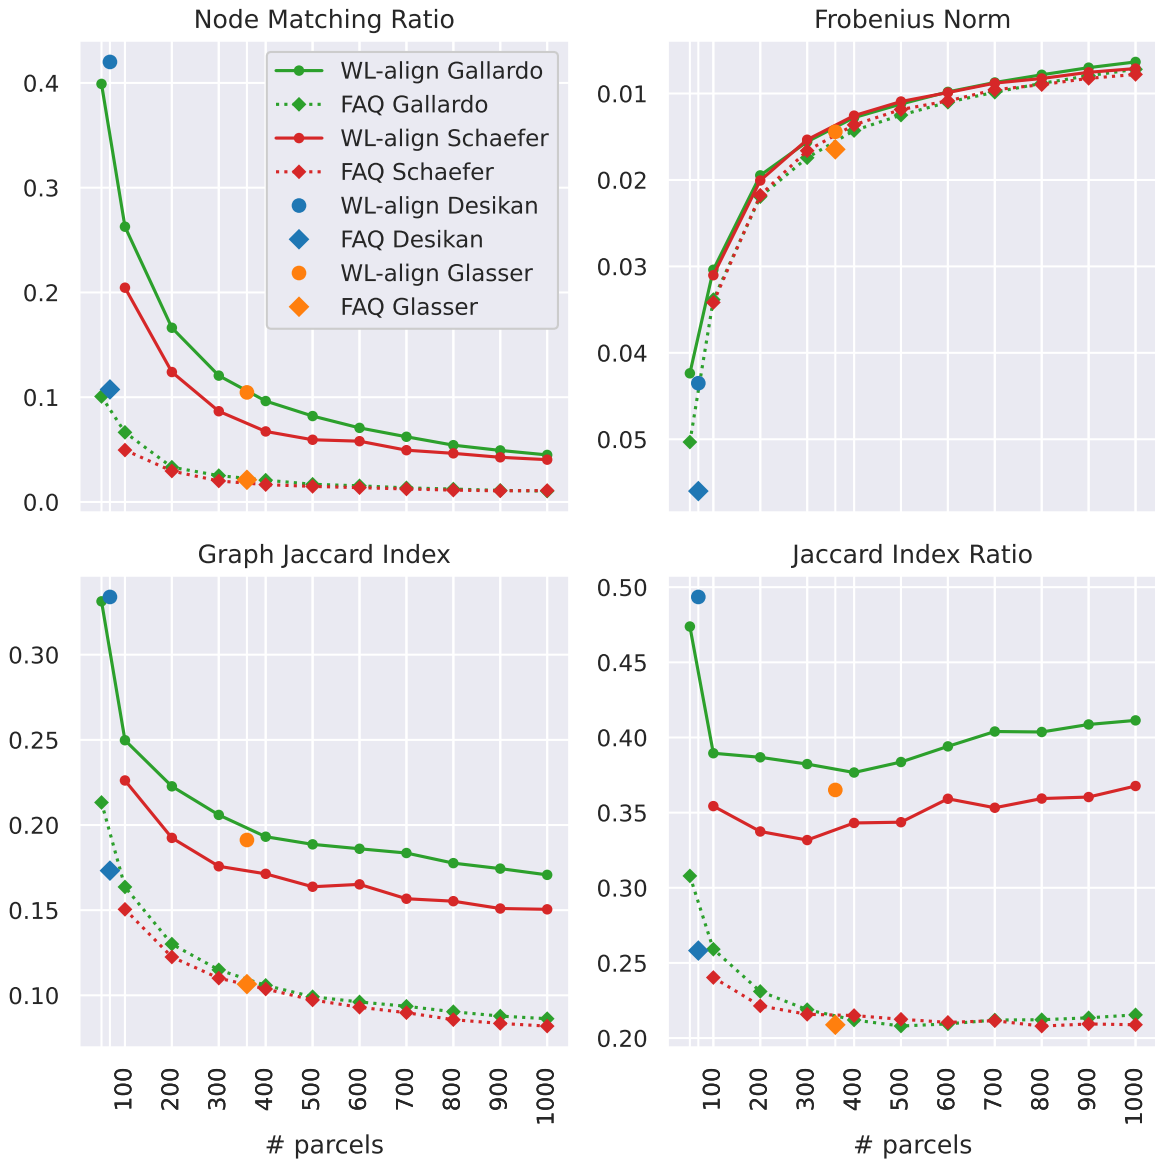 Node Matching Ratio
0.4
0.3
0.2
0.1
0.0
WL-align Gallardo
FAQ Gallardo
WL-align Schaefer
FAQ Schaefer
WL-align Desikan
FAQ Desikan
WL-align Glasser
FAQ Glasser
Frobenius Norm
0.01
0.02
0.03
0.04
0.05
Graph Jaccard Index
0.30
0.25
0.20
0.15
0.10
100 200 300 400 500 600 700 800 900 1000
# parcels
Jaccard Index Ratio
0.50
0.45
0.40
0.35
0.30
0.25
0.20
100 200 300 400 500 600 700 800 900 1000
# parcels